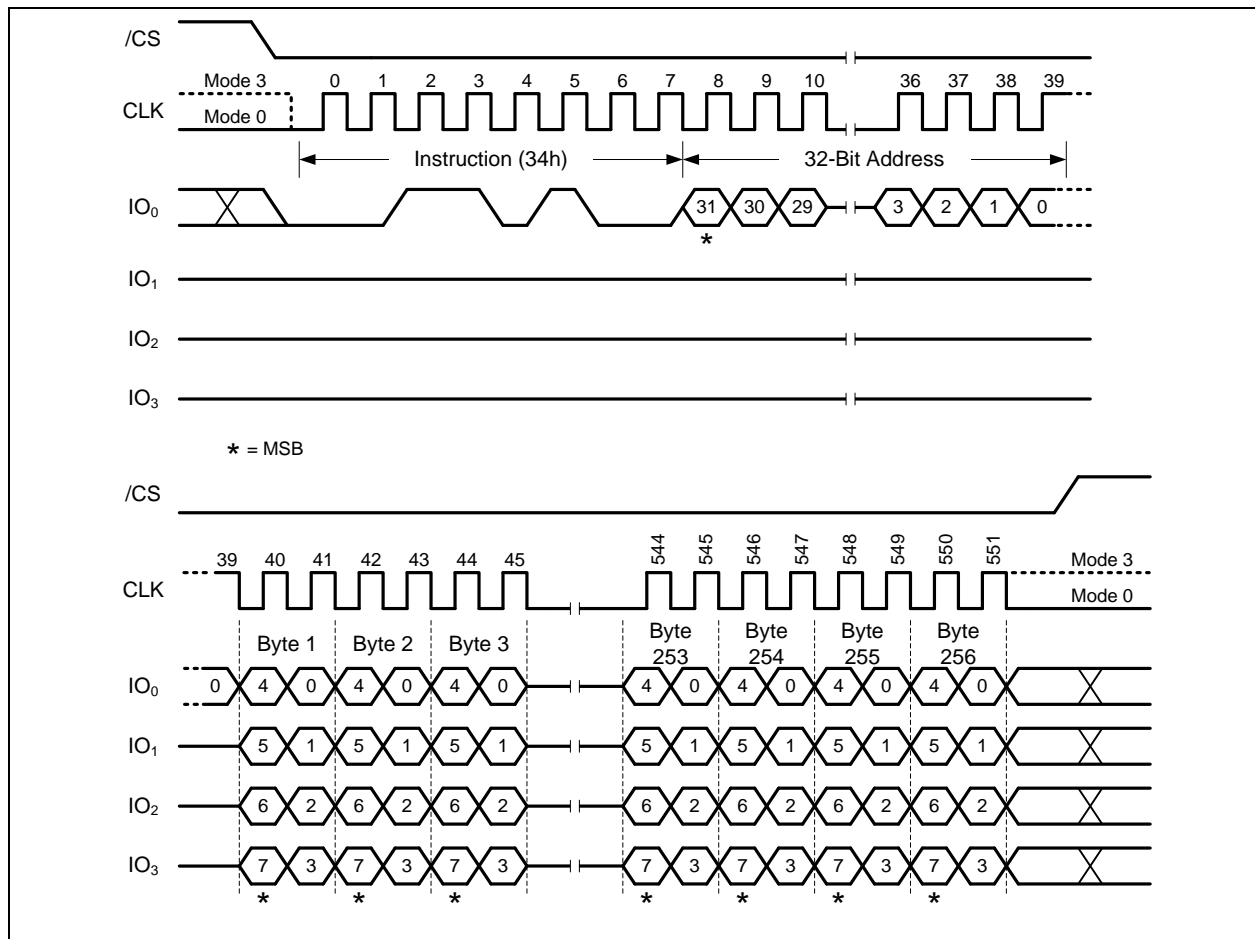 /CS
Mode 3 0 1 2 3 4 5 6 7 8 9 10 36 37 38 39
CLK
Mode 0
Instruction (34h) 32-Bit Address
IO₀ 31 30 29 3 2 1 0
*
IO₁
IO₂
IO₃
* = MSB
/CS
39 40 41 42 43 44 45 544 545 546 547 548 549 550 551 Mode 3
CLK
Mode 0
Byte 1 Byte 2 Byte 3 Byte 253 Byte 254 Byte 255 Byte 256
IO₀ 0 4 0 4 0 4 0 4 0 4 0 4 0 4 0
IO₁ 5 1 5 1 5 1 5 1 5 1 5 1 5 1
IO₂ 6 2 6 2 6 2 6 2 6 2 6 2 6 2
IO₃ 7 3 7 3 7 3 7 3 7 3 7 3 7 3
* * * * * * *